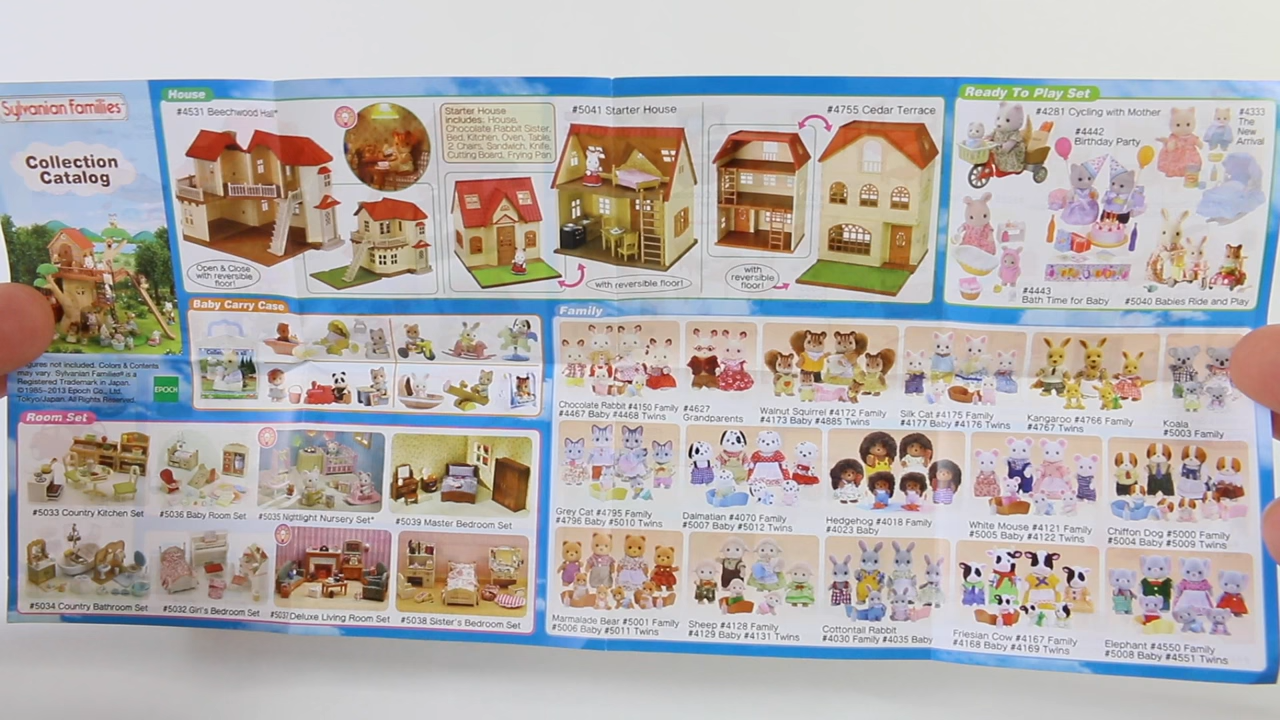 Sylvanian Families
Collection
Catalog
Figures not included. Colors & Contents
may vary. Sylvanian Families® is a
Registered Trademark in Japan.
©1985-2013 Epoch Co., Ltd.
Tokyo/Japan. All Rights Reserved.
EPOCH
House
#4531 Beechwood Hall*
Open & Close
with reversible
floor!
Starter House
includes: House,
Chocolate Rabbit Sister,
Bed, Kitchen, Oven, Table,
2 Chairs, Sandwich, Knife,
Cutting Board, Frying Pan
#5041 Starter House
with reversible floor!
#4755 Cedar Terrace
with
reversible
floor!
Ready To Play Set
#4281 Cycling with Mother
#4442
Birthday Party
#4333
The
New
Arrival
#4443
Bath Time for Baby
#5040 Babies Ride and Play
Baby Carry Case
Room Set
#5033 Country Kitchen Set
#5036 Baby Room Set
#5035 Nightlight Nursery Set*
#5039 Master Bedroom Set
#5034 Country Bathroom Set
#5032 Girl's Bedroom Set
#5037 Deluxe Living Room Set
#5038 Sister's Bedroom Set
Family
Chocolate Rabbit #4150 Family
#4467 Baby #4468 Twins
#4627
Grandparents
Walnut Squirrel #4172 Family
#4173 Baby #4885 Twins
Silk Cat #4175 Family
#4177 Baby #4176 Twins
Kangaroo #4766 Family
#4767 Twins
Koala
#5003 Family
Grey Cat #4795 Family
#4796 Baby #5010 Twins
Dalmatian #4070 Family
#5007 Baby #5012 Twins
Hedgehog #4018 Family
#4023 Baby
White Mouse #4121 Family
#5005 Baby #4122 Twins
Chiffon Dog #5000 Family
#5004 Baby #5009 Twins
Marmalade Bear #5001 Family
#5006 Baby #5011 Twins
Sheep #4128 Family
#4129 Baby #4131 Twins
Cottontail Rabbit
#4030 Family #4035 Baby
Friesian Cow #4167 Family
#4168 Baby #4169 Twins
Elephant #4550 Family
#5008 Baby #4551 Twins